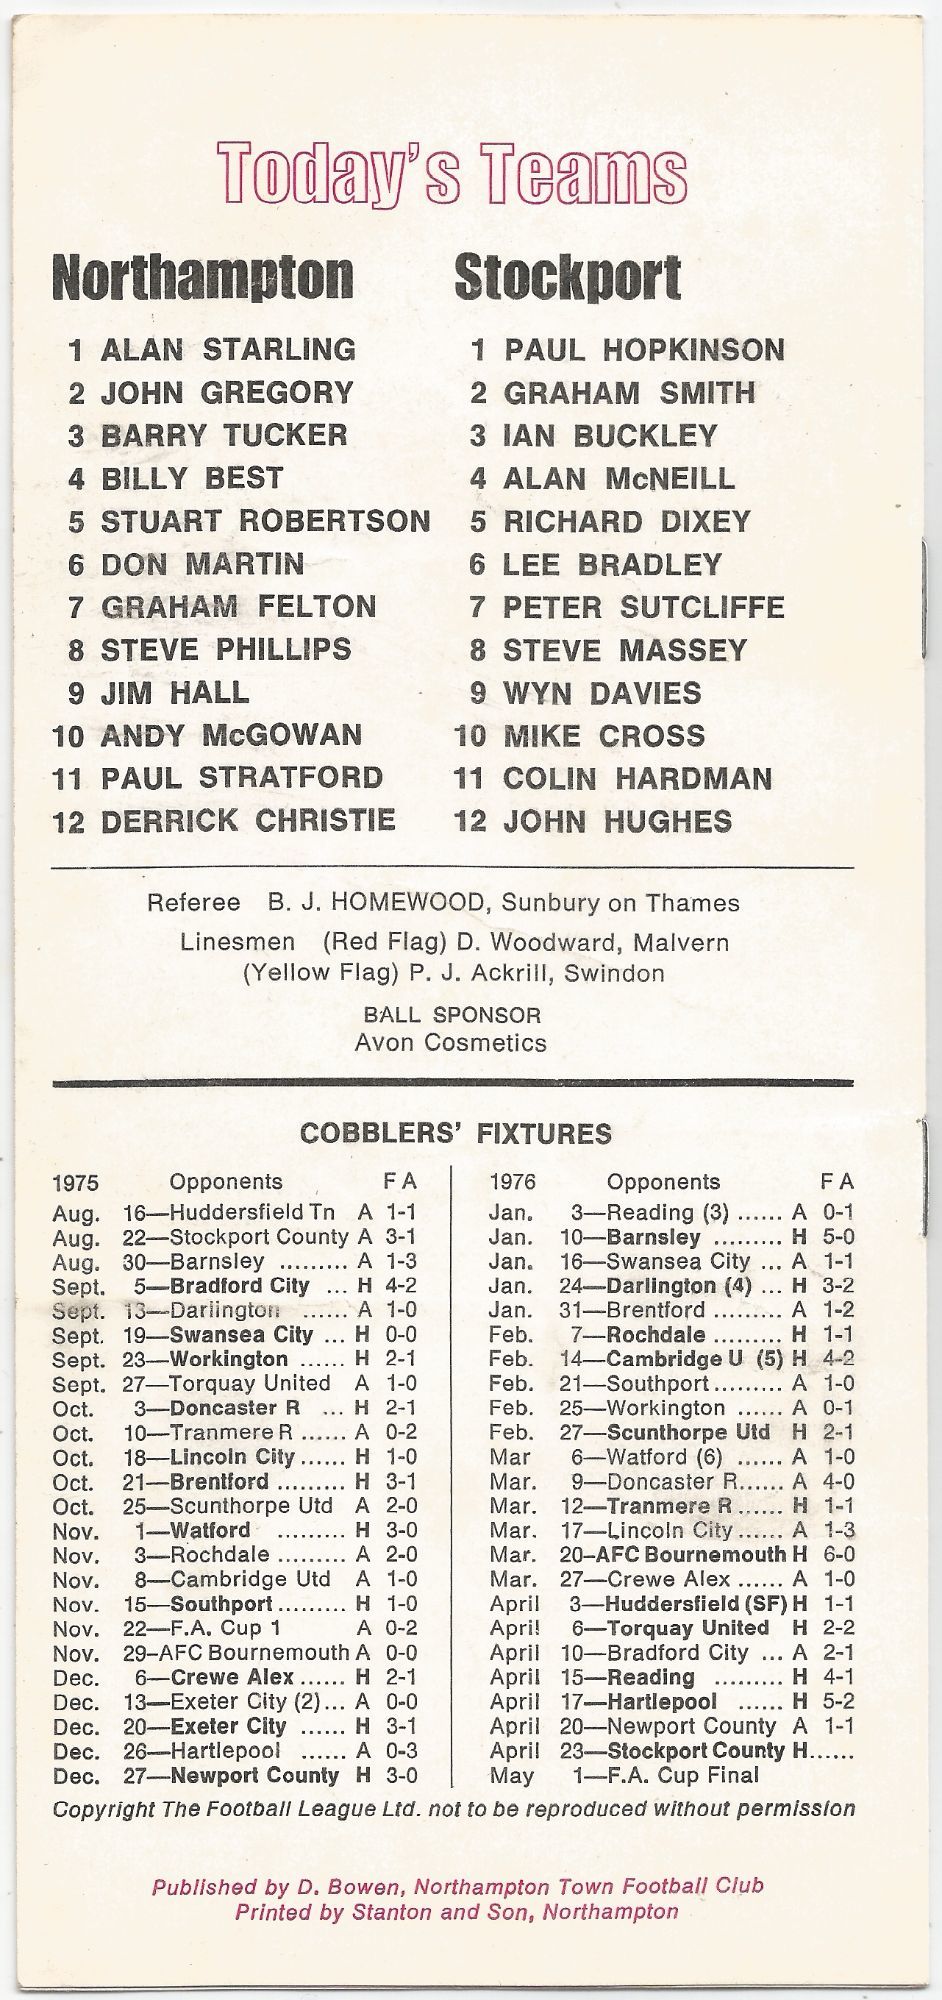 Today's Teams
Northampton
1 ALAN STARLING
2 JOHN GREGORY
3 BARRY TUCKER
4 BILLY BEST
5 STUART ROBERTSON
6 DON MARTIN
7 GRAHAM FELTON
8 STEVE PHILLIPS
9 JIM HALL
10 ANDY McGOWAN
11 PAUL STRATFORD
12 DERRICK CHRISTIE
Stockport
1 PAUL HOPKINSON
2 GRAHAM SMITH
3 IAN BUCKLEY
4 ALAN McNEILL
5 RICHARD DIXEY
6 LEE BRADLEY
7 PETER SUTCLIFFE
8 STEVE MASSEY
9 WYN DAVIES
10 MIKE CROSS
11 COLIN HARDMAN
12 JOHN HUGHES
Referee B. J. HOMEWOOD, Sunbury on Thames
Linesmen (Red Flag) D. Woodward, Malvern
(Yellow Flag) P. J. Ackrill, Swindon
BALL SPONSOR
Avon Cosmetics
COBBLERS' FIXTURES
1975 Opponents F A
Aug. 16—Huddersfield Tn A 1-1
Aug. 22—Stockport County A 3-1
Aug. 30—Barnsley ......... A 1-3
Sept. 5—Bradford City ... H 4-2
Sept. 13—Darlington ...... A 1-0
Sept. 19—Swansea City ... H 0-0
Sept. 23—Workington ...... H 2-1
Sept. 27—Torquay United A 1-0
Oct. 3—Doncaster R ... H 2-1
Oct. 10—Tranmere R ...... A 0-2
Oct. 18—Lincoln City ...... H 1-0
Oct. 21—Brentford ......... H 3-1
Oct. 25—Scunthorpe Utd A 2-0
Nov. 1—Watford ......... H 3-0
Nov. 3—Rochdale ......... A 2-0
Nov. 8—Cambridge Utd A 1-0
Nov. 15—Southport ......... H 1-0
Nov. 22—F.A. Cup 1 A 0-2
Nov. 29–AFC Bournemouth A 0-0
Dec. 6—Crewe Alex ...... H 2-1
Dec. 13—Exeter City (2)... A 0-0
Dec. 20—Exeter City ...... H 3-1
Dec. 26—Hartlepool ...... A 0-3
Dec. 27—Newport County H 3-0
1976 Opponents F A
Jan. 3—Reading (3) ...... A 0-1
Jan. 10—Barnsley ......... H 5-0
Jan. 16—Swansea City ... A 1-1
Jan. 24—Darlington (4) ... H 3-2
Jan. 31—Brentford ......... A 1-2
Feb. 7—Rochdale ......... H 1-1
Feb. 14—Cambridge U (5) H 4-2
Feb. 21—Southport......... A 1-0
Feb. 25—Workington ...... A 0-1
Feb. 27—Scunthorpe Utd H 2-1
Mar 6—Watford (6) ...... A 1-0
Mar. 9—Doncaster R...... A 4-0
Mar. 12—Tranmere R ...... H 1-1
Mar. 17—Lincoln City ...... A 1-3
Mar. 20–AFC Bournemouth H 6-0
Mar. 27—Crewe Alex ...... A 1-0
April 3—Huddersfield (SF) H 1-1
April 6—Torquay United H 2-2
April 10—Bradford City ... A 2-1
April 15—Reading ......... H 4-1
April 17—Hartlepool ...... H 5-2
April 20—Newport County A 1-1
April 23—Stockport County H......
May 1—F.A. Cup Final
Copyright The Football League Ltd. not to be reproduced without permission
Published by D. Bowen, Northampton Town Football Club
Printed by Stanton and Son, Northampton